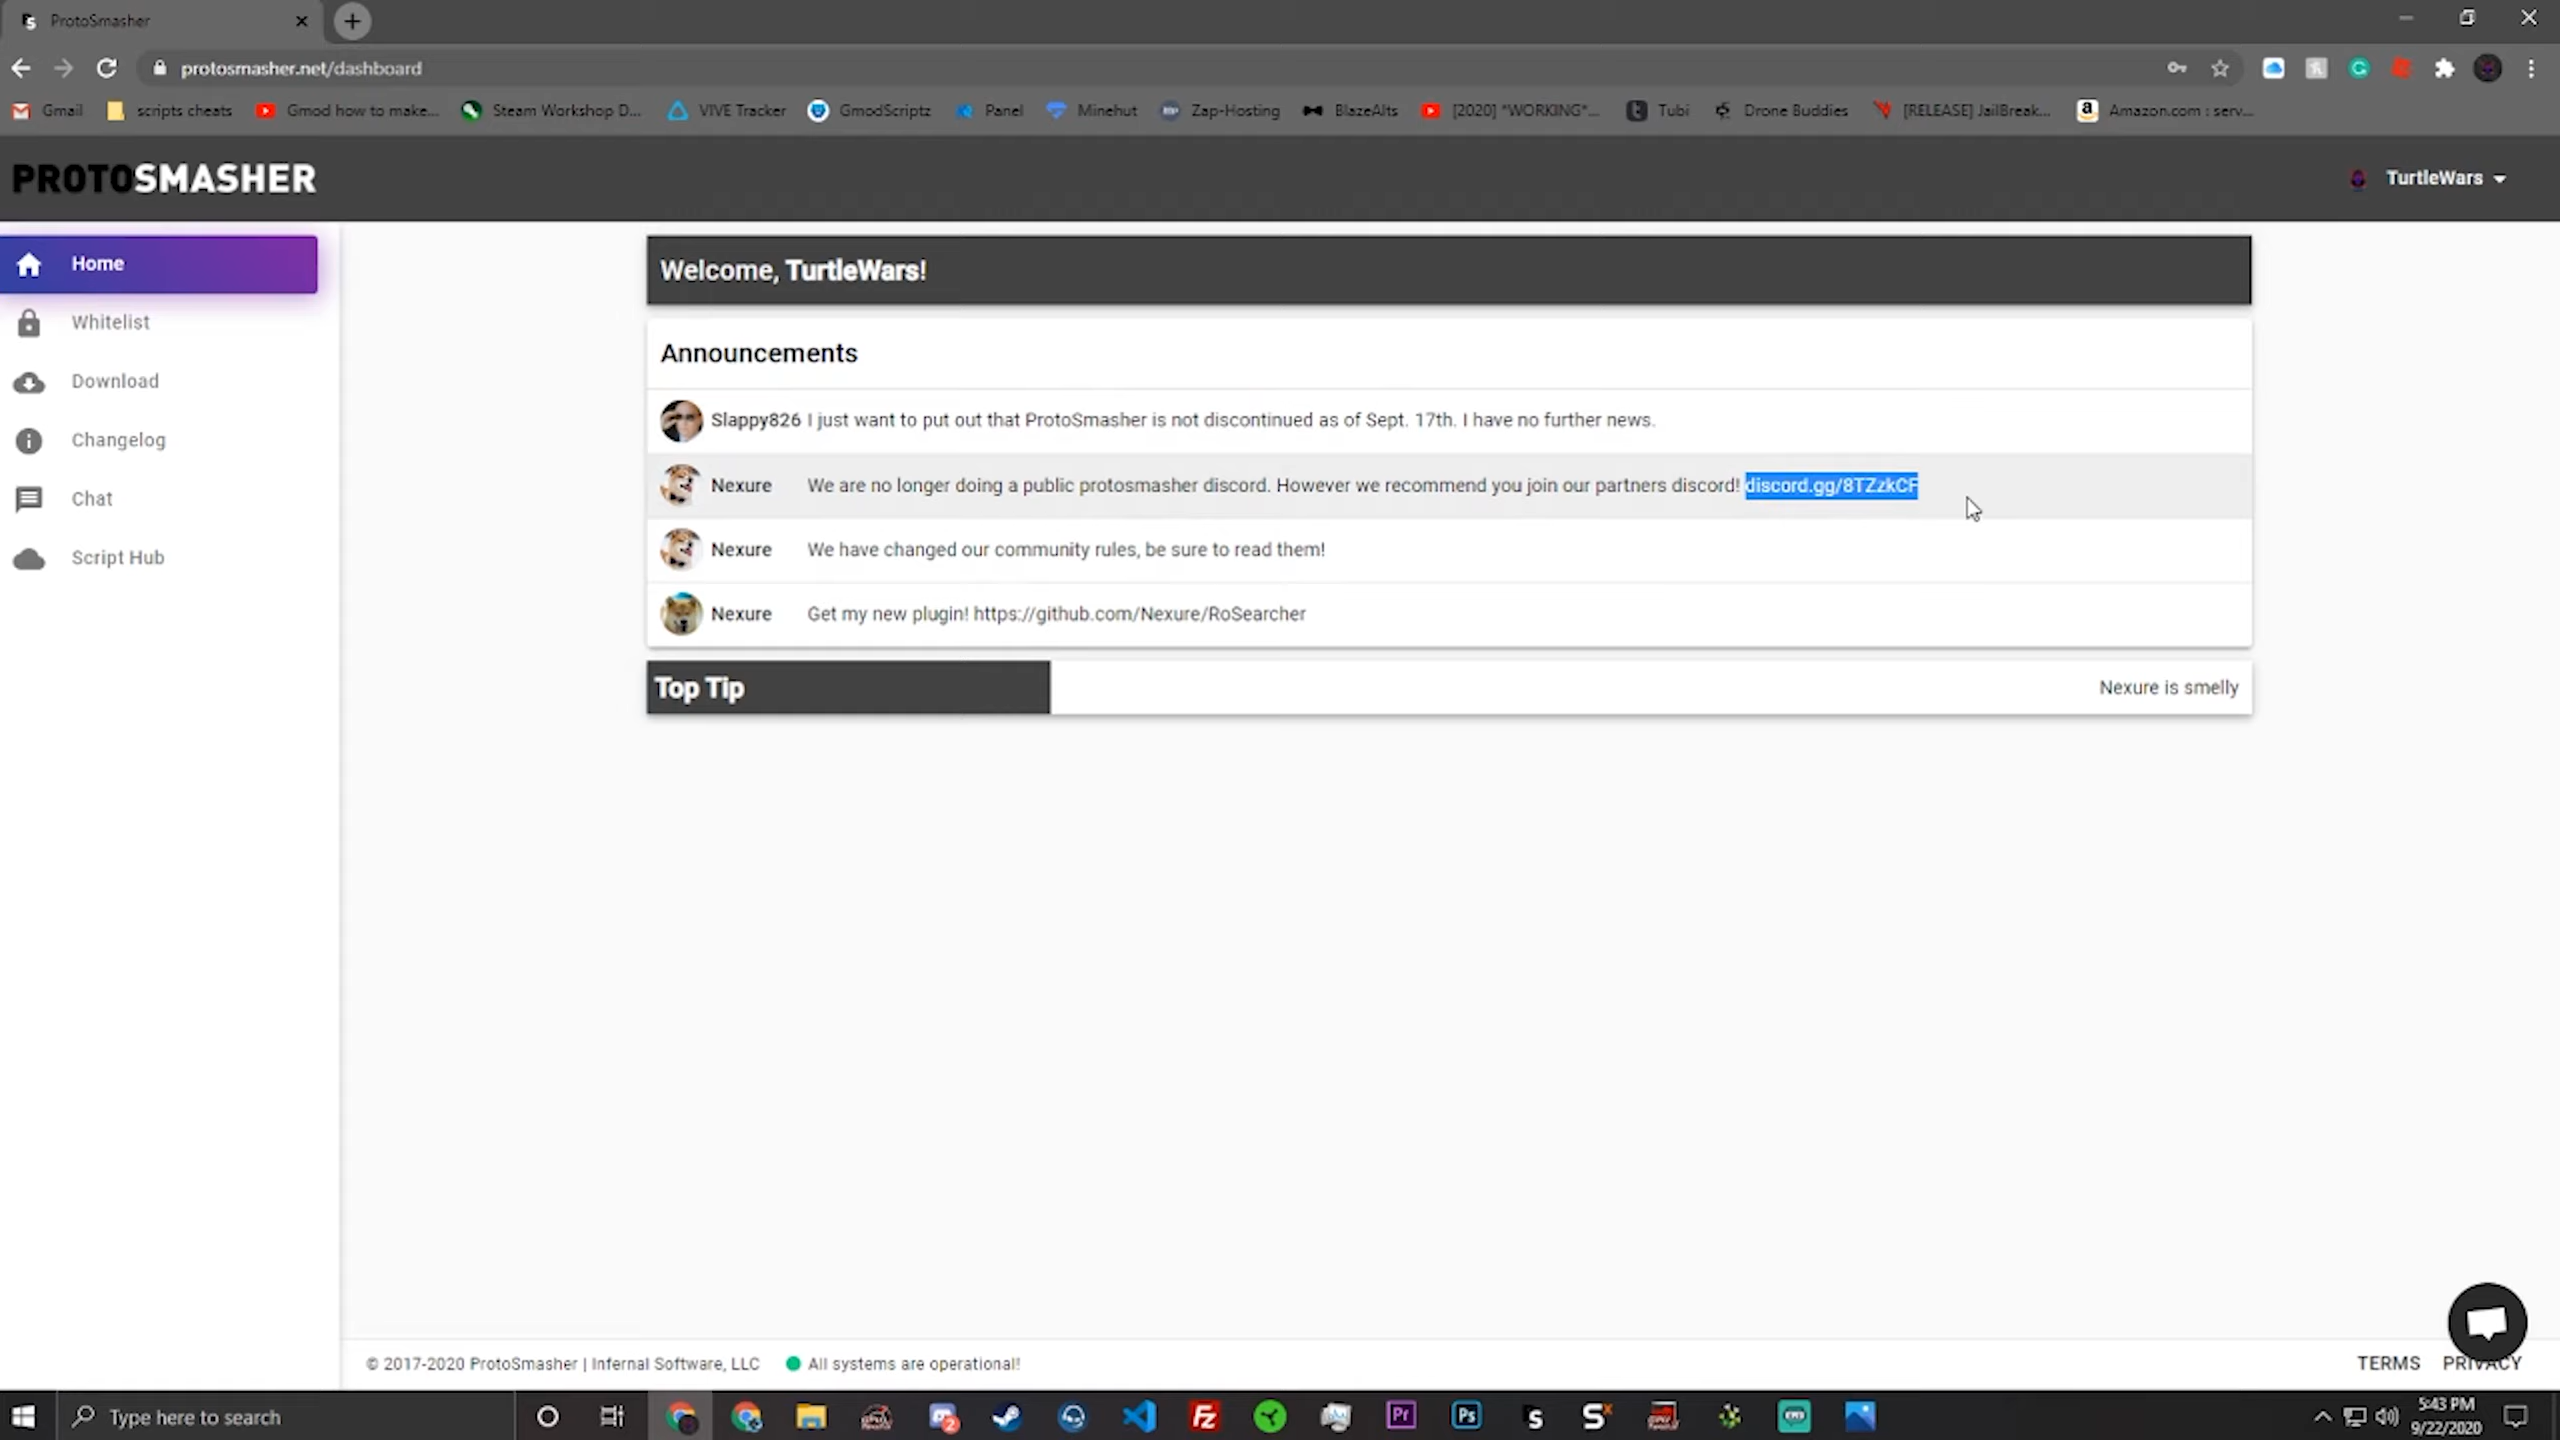 ProtoSmasher
protosmasher.net/dashboard
Gmail scripts cheats Gmod how to make... Steam Workshop D... VIVE Tracker GmodScriptz Panel Minehut Zap-Hosting BlazeAlts [2020] *WORKING*... Tubi Drone Buddies [RELEASE] JailBreak... Amazon.com : serv...
PROTOSMASHER
TurtleWars
Home
Whitelist
Download
Changelog
Chat
Script Hub
Welcome, TurtleWars!
Announcements
Slappy826 I just want to put out that ProtoSmasher is not discontinued as of Sept. 17th. I have no further news.
Nexure We are no longer doing a public protosmasher discord. However we recommend you join our partners discord! discord.gg/8TZzkCF
Nexure We have changed our community rules, be sure to read them!
Nexure Get my new plugin! https://github.com/Nexure/RoSearcher
Top Tip Nexure is smelly
© 2017-2020 ProtoSmasher | Infernal Software, LLC All systems are operational!
TERMS PRIVACY
Type here to search
5:43 PM
9/22/2020